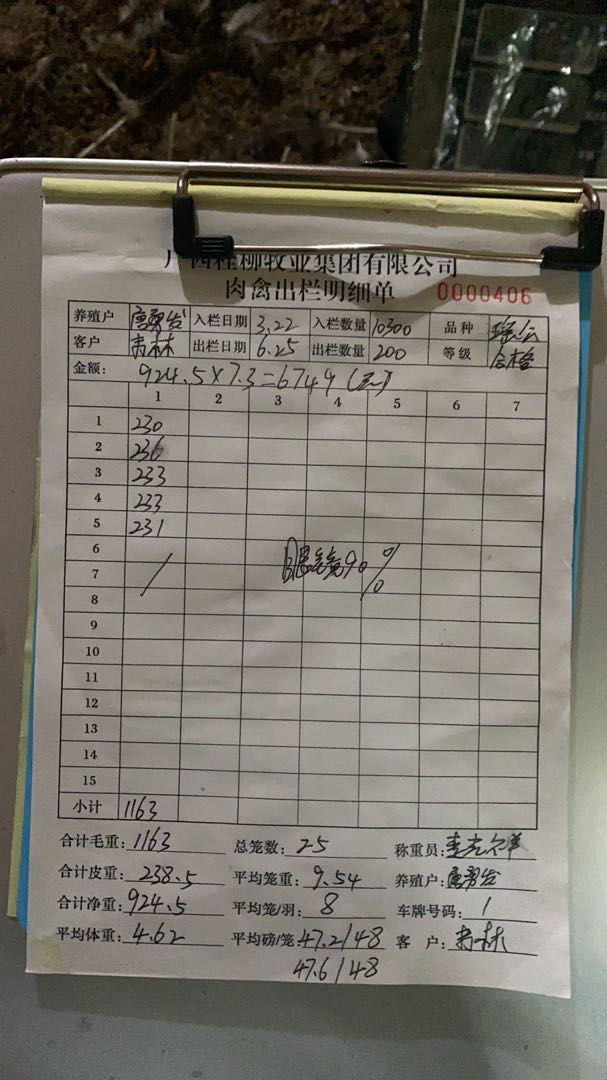 广西桂柳牧业集团有限公司
肉禽出栏明细单 0000406
养殖户 入栏日期 3.22 入栏数量 10300 品种
客户 出栏日期 6.25 出栏数量 200 等级 合格
金额: 924.5×7.3=6749(元)
1 2 3 4 5 6 7
1 230
2 236
3 233
4 233
5 231
6
7 眼镜90%
8
9
10
11
12
13
14
15
小计 1163
合计毛重: 1163 总笼数: 25 称重员:
合计皮重: 238.5 平均笼重: 9.54 养殖户:
合计净重: 924.5 平均笼/羽: 8 车牌号码: 1
平均体重: 4.62 平均磅/笼 47.2/48 客 户:
47.6/48